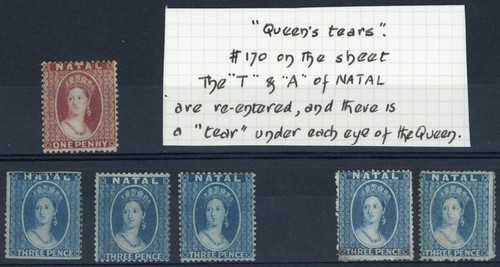 "Queen's tears".
#170 on the sheet
The "T" & "A" of NATAL
are re-entered, and there is
a "tear" under each eye of the Queen.
NATAL
ONE PENNY
NATAL NATAL NATAL NATAL NATAL
THREE PENCE THREE PENCE THREE PENCE THREE PENCE THREE PENCE